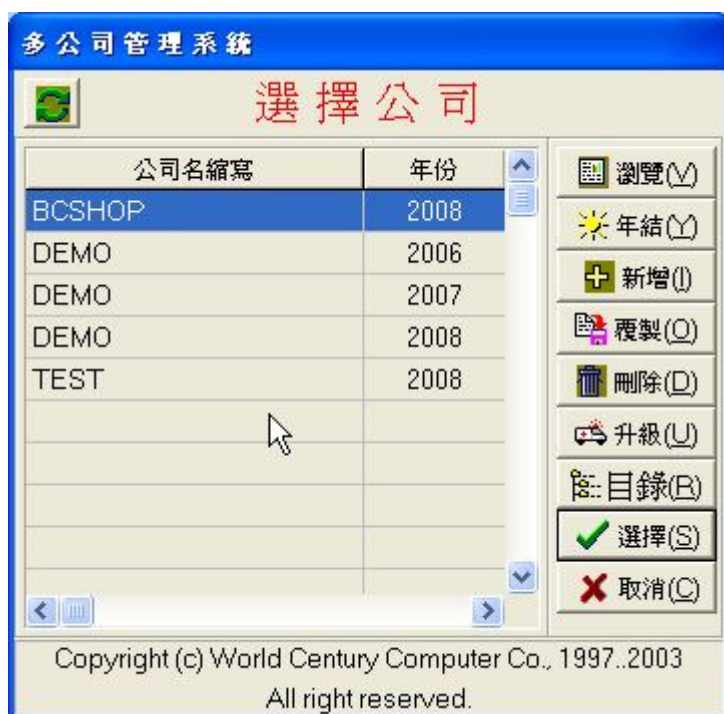 多公司管理系統
選擇公司
公司名縮寫 年份
BCSHOP 2008
DEMO 2006
DEMO 2007
DEMO 2008
TEST 2008
瀏覽(V)
年結(Y)
新增(I)
覆製(O)
刪除(D)
升級(U)
目錄(R)
選擇(S)
取消(C)
Copyright (c) World Century Computer Co., 1997..2003
All right reserved.